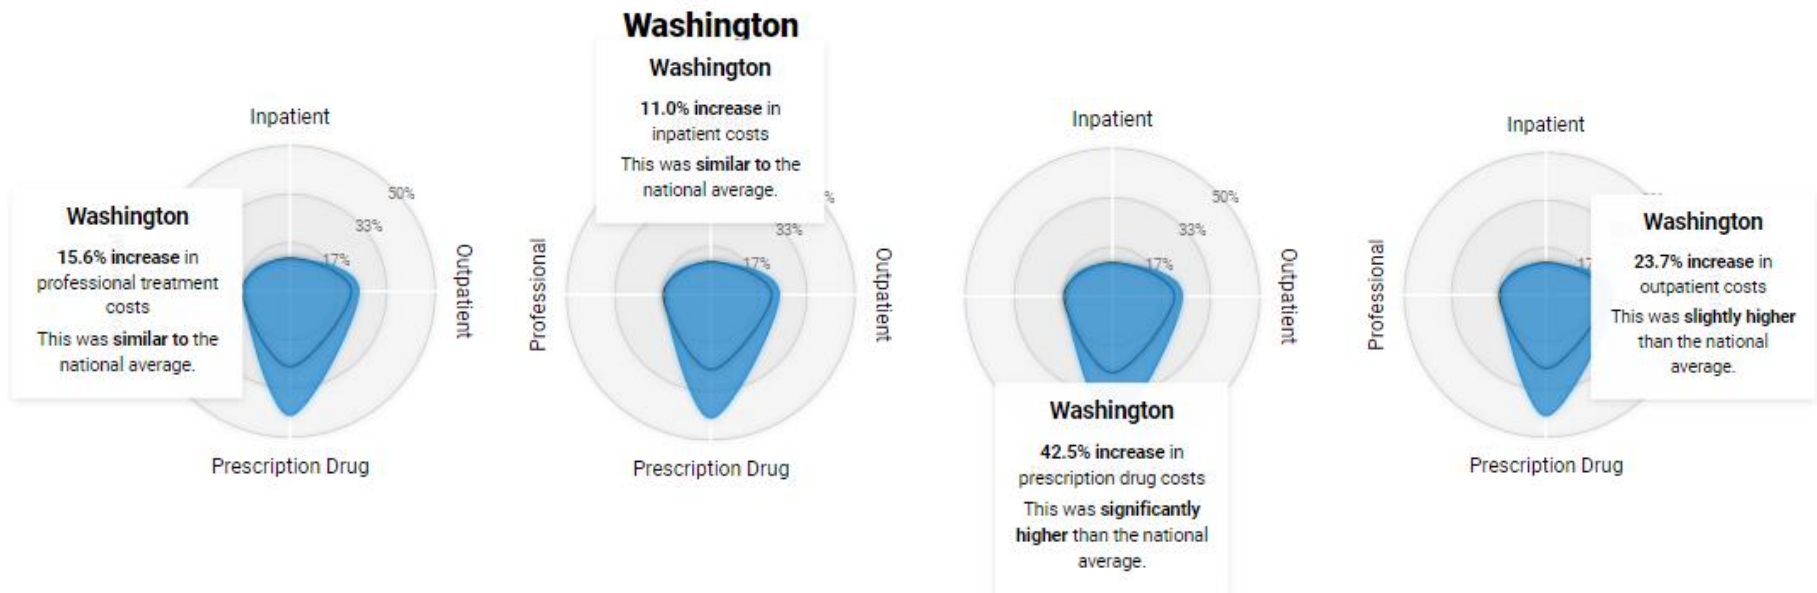 Washington
Inpatient
50%
33%
17%
Outpatient
Prescription Drug
Washington
15.6% increase in
professional treatment
costs
This was similar to the
national average.
Washington
11.0% increase in
inpatient costs
This was similar to the
national average.
%
33%
17%
Professional
Outpatient
Prescription Drug
Inpatient
50%
33%
17%
Outpatient
Washington
42.5% increase in
prescription drug costs
This was significantly
higher than the national
average.
Inpatient
17
Professional
Prescription Drug
Washington
23.7% increase in
outpatient costs
This was slightly higher
than the national
average.